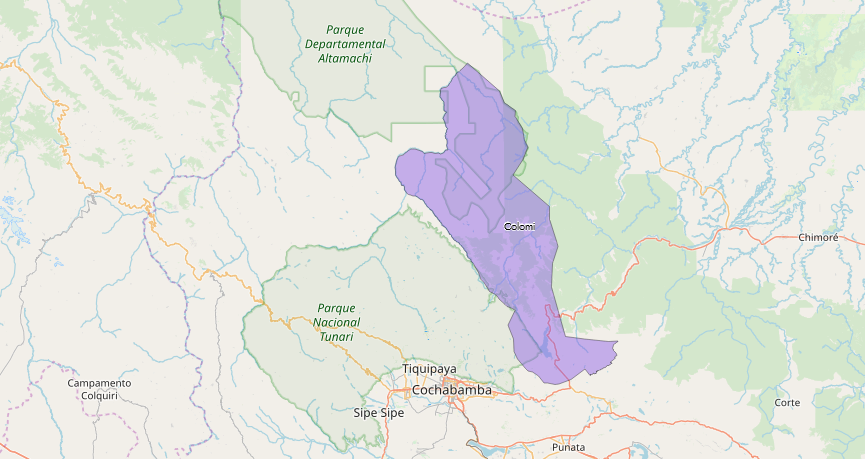 Parque
Departamental
Altamachi
Colomi
Chimoré
Parque
Nacional
Tunari
Tiquipaya
Campamento
Colquiri
Cochabamba
Corte
Sipe Sipe
Punata